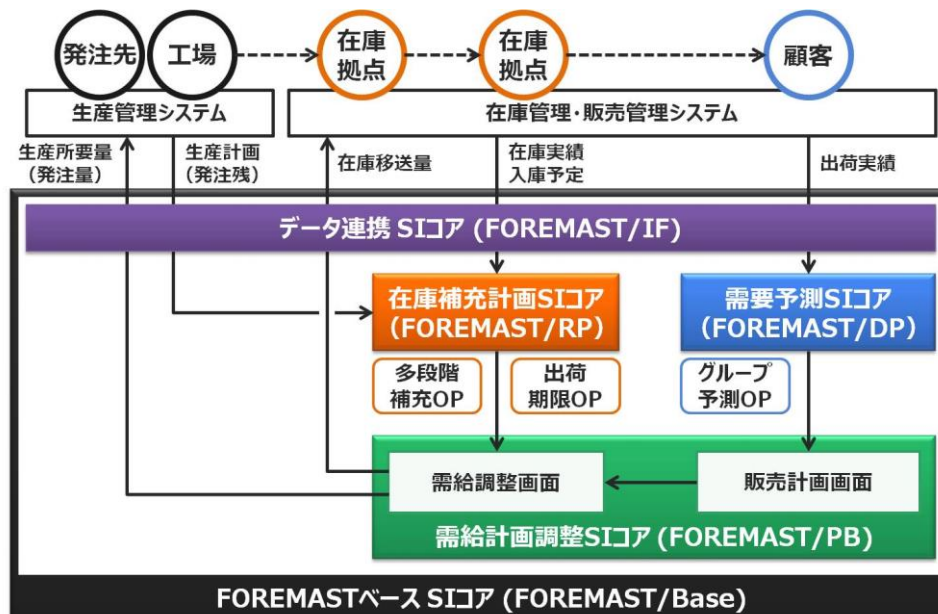 発注先
工場
在庫
拠点
在庫
拠点
顧客
生産管理システム
在庫管理・販売管理システム
生産所要量
（発注量）
生産計画
（発注残）
在庫移送量
在庫実績
入庫予定
出荷実績
データ連携 SIコア (FOREMAST/IF)
在庫補充計画SIコア
（FOREMAST/RP）
需要予測SIコア
（FOREMAST/DP）
多段階
補充OP
出荷
期限OP
グループ
予測OP
需給調整画面
販売計画画面
需給計画調整SIコア (FOREMAST/PB)
FOREMASTベース SIコア (FOREMAST/Base)